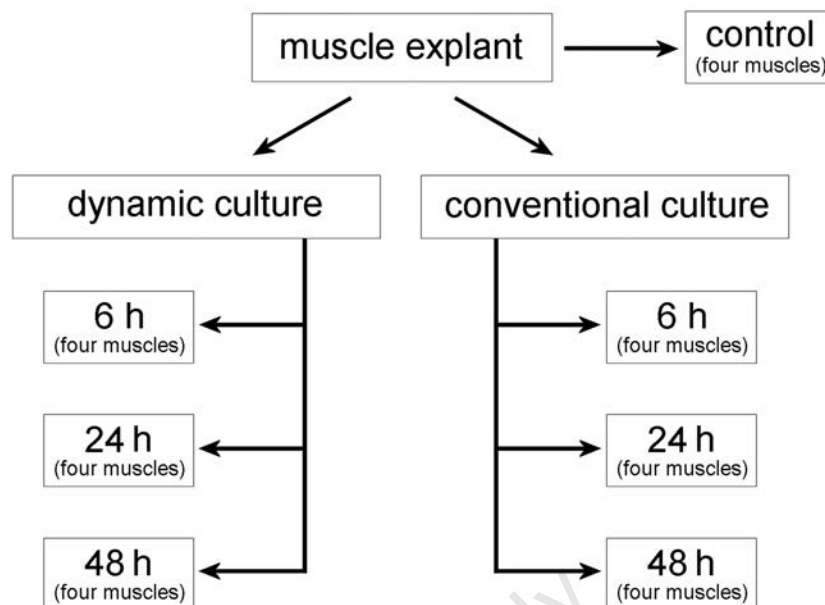 muscle explant
control
(four muscles)
dynamic culture
conventional culture
6 h
(four muscles)
6 h
(four muscles)
24 h
(four muscles)
24 h
(four muscles)
48 h
(four muscles)
48 h
(four muscles)